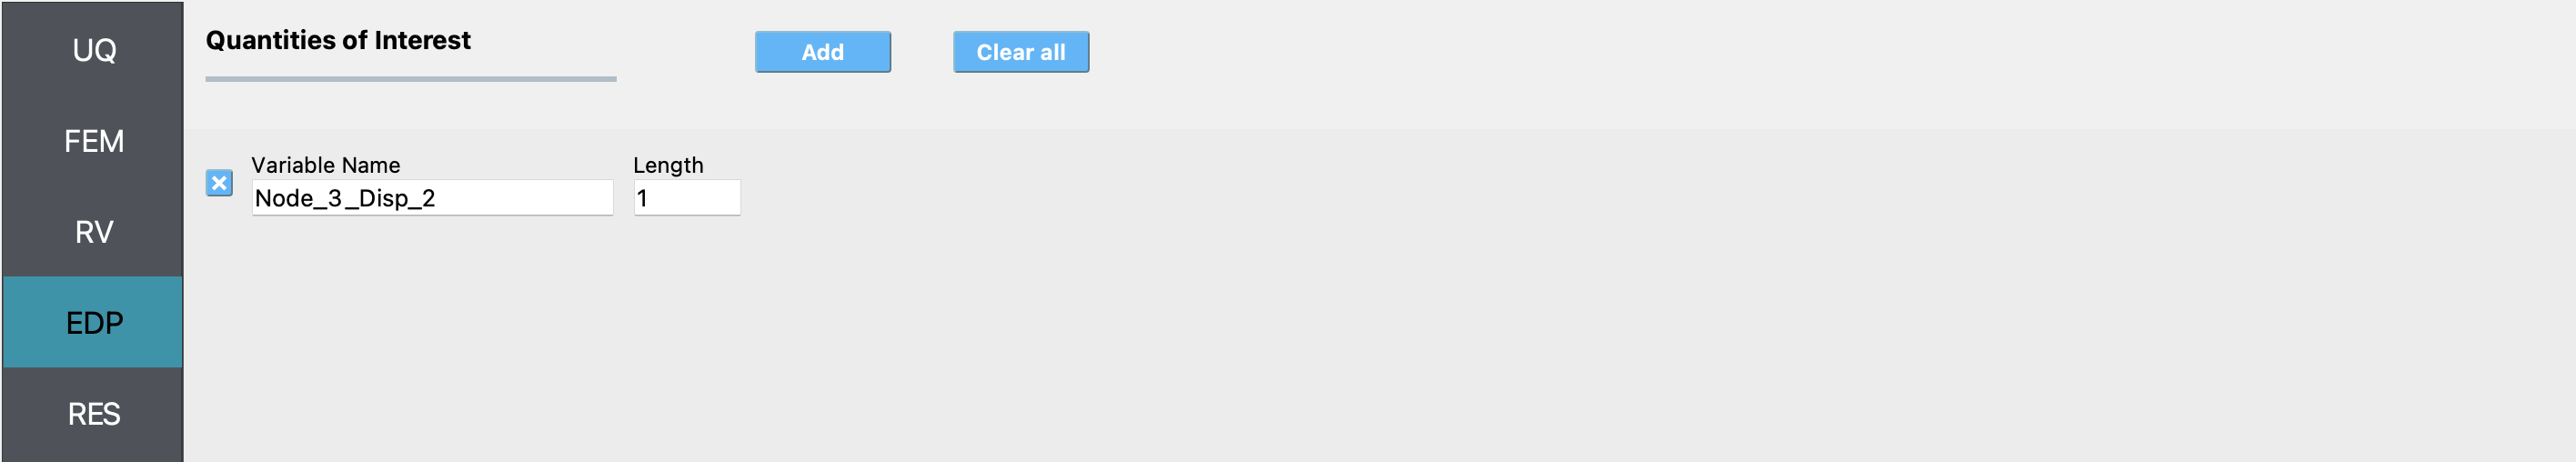 UQ
FEM
RV
EDP
RES
Quantities of Interest
Add
Clear all
Variable Name
Length
Node_3_Disp_2
1